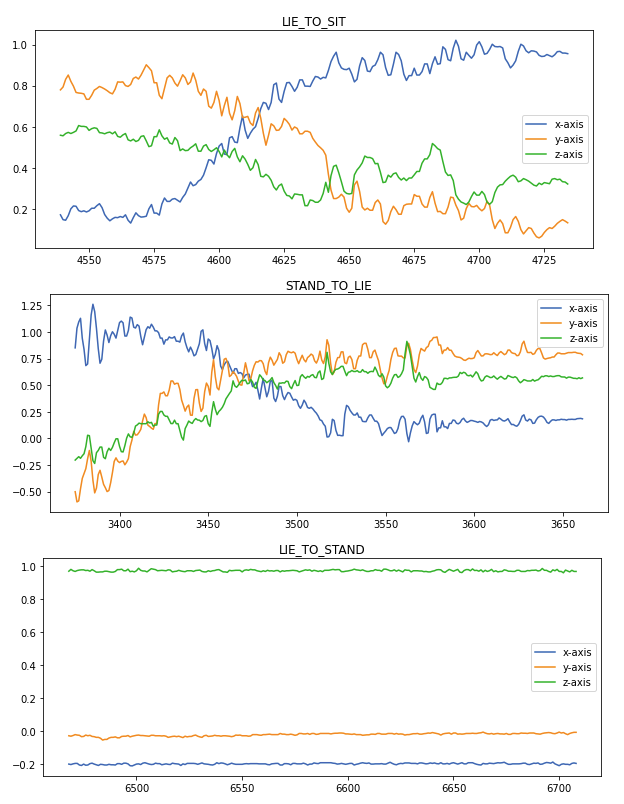 LIE_TO_SIT
1.0
0.8
0.6
0.4
0.2
x-axis
y-axis
z-axis
4550 4575 4600 4625 4650 4675 4700 4725
STAND_TO_LIE
1.25
1.00
0.75
0.50
0.25
0.00
−0.25
−0.50
x-axis
y-axis
z-axis
3400 3450 3500 3550 3600 3650
LIE_TO_STAND
1.0
0.8
0.6
0.4
0.2
0.0
−0.2
x-axis
y-axis
z-axis
6500 6550 6600 6650 6700